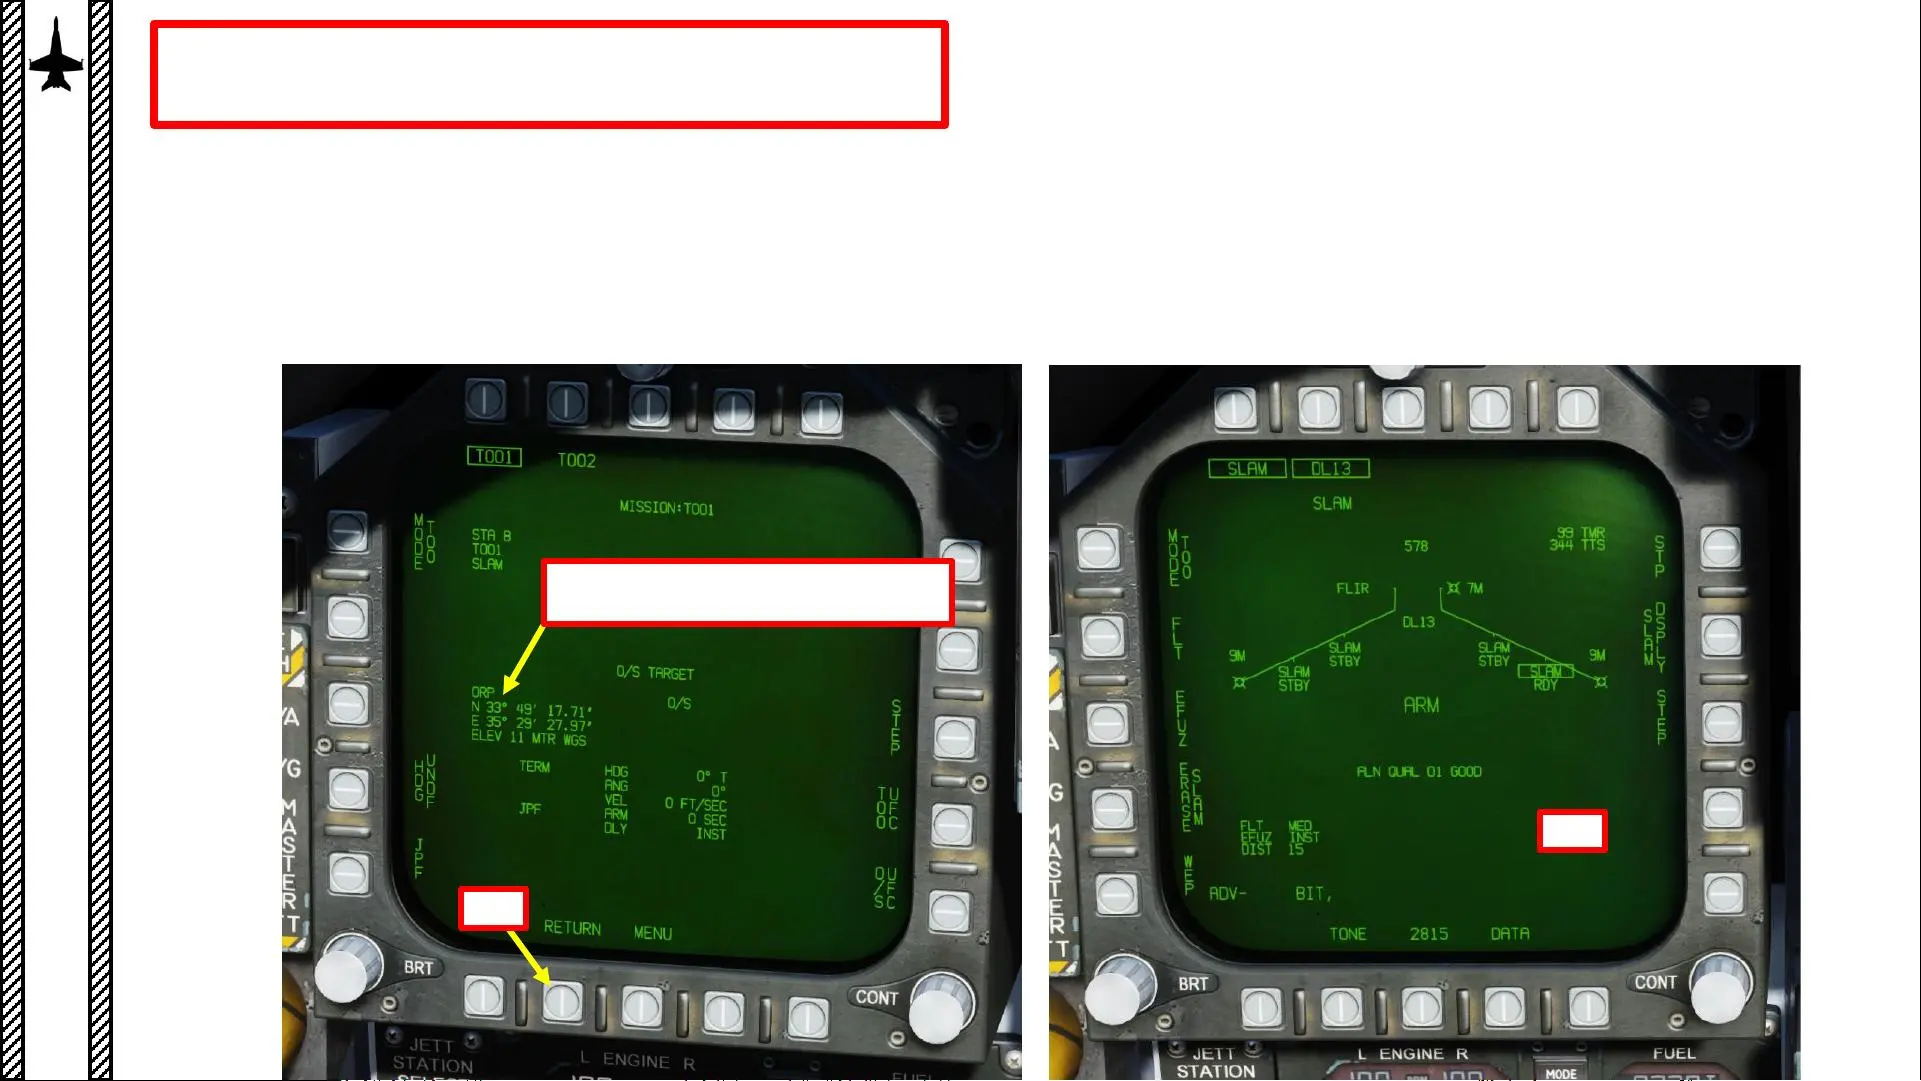 T001 T002
MISSION:T001
MODE TOO
STA 8
T001
SLAM
O/S TARGET
ORP
O/S
N 33° 49' 17.71"
E 35° 29' 27.97"
ELEV 11 MTR WGS
STEP
TERM
HDG UNDF
HDG 0° T
ANG 0°
VEL 0 FT/SEC
ARM 0 SEC
DLY INST
JPF
TUOFOC
JPF
QU/FSC
RETURN MENU
BRT
CONT
JETT
STATION
SELECT
L ENGINE R
FUEL
H
/A
/G
M
A
S
T
E
R
T
SLAM DL13
SLAM
MODE TOO
578
99 TMR
344 TTS
STP
FLIR 7M
DL13
FLT
DSPLY SLAM
9M SLAM STBY SLAM STBY 9M
SLAM STBY SLAM RDY
EFUZ
ARM
STEP
ALN QUAL 01 GOOD
ERASE SLAM
FLT MED
EFUZ INST
DIST 15
WEP
ADV- BIT,
TONE 2815 DATA
BRT
CONT
JETT
STATION
L ENGINE R
MODE
FUEL